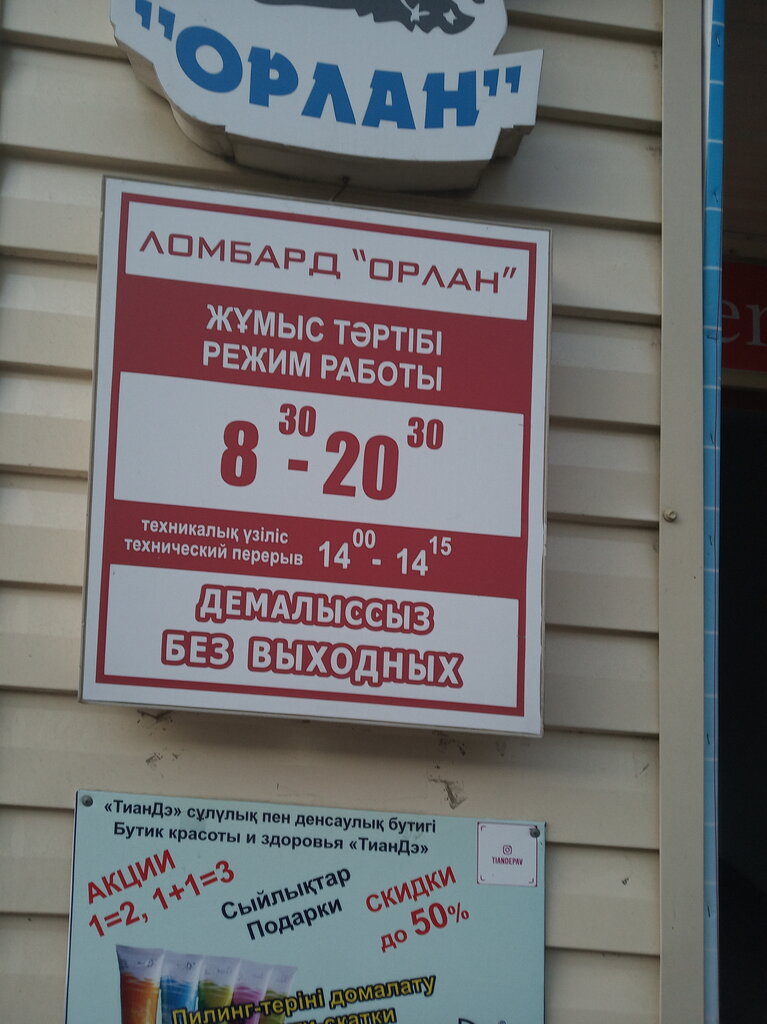 "ОРЛАН"
ЛОМБАРД "ОРЛАН"
ЖҰМЫС ТӘРТІБІ
РЕЖИМ РАБОТЫ
8 30 - 20 30
техникалық үзіліс
технический перерыв 14 00 - 14 15
ДЕМАЛЫССЫЗ
БЕЗ ВЫХОДНЫХ
«ТианДэ» сұлулық пен денсаулық бутигі
Бутик красоты и здоровья «ТианДэ»
TIANDEPAV
АКЦИИ
1=2, 1+1=3
Сыйлықтар
Подарки
СКИДКИ
до 50%
Пилинг-теріні домалату
скатки